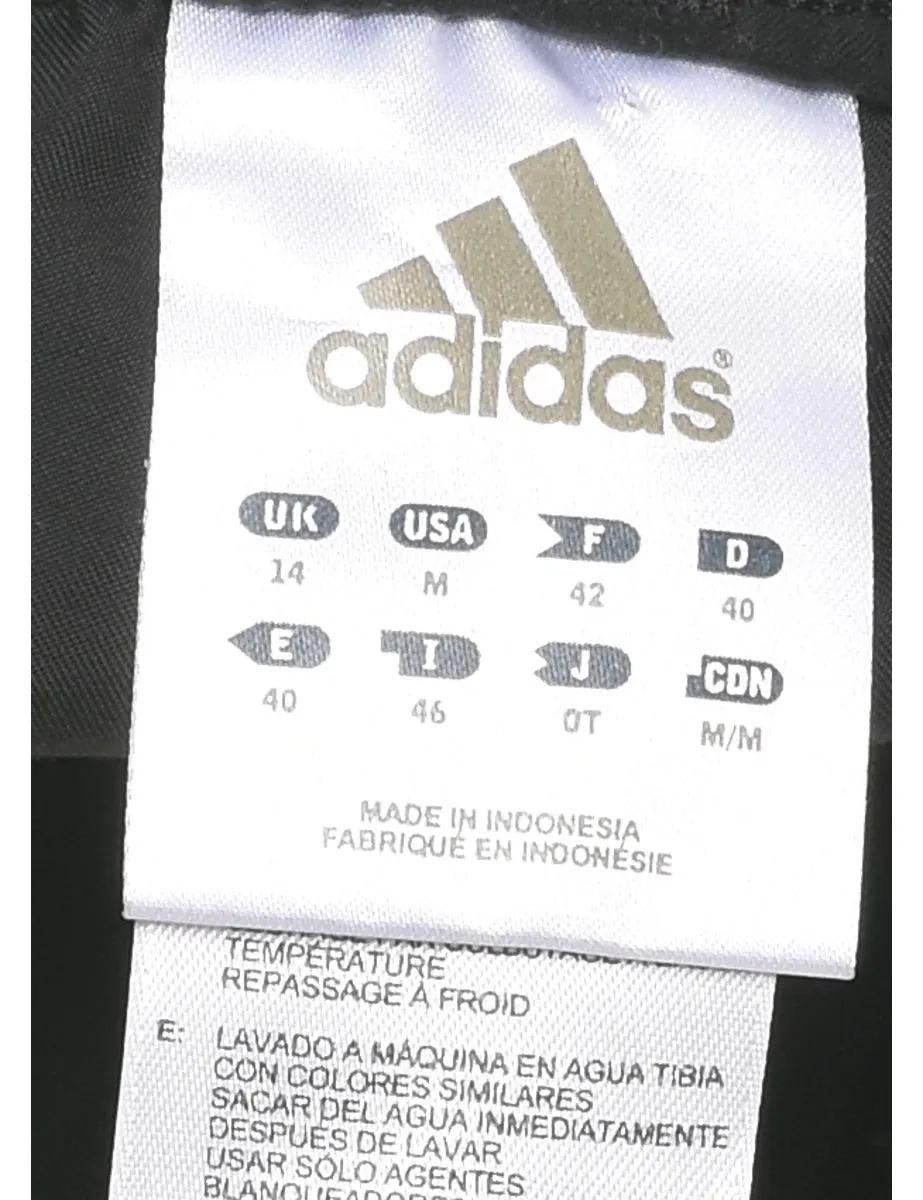 adidas®
UK USA F D
14 M 42 40
E I J CDN
40 46 OT M/M
MADE IN INDONESIA
FABRIQUÉ EN INDONÉSIE
TEMPÉRATURE
REPASSAGE À FROID
E: LAVADO A MÁQUINA EN AGUA TIBIA
CON COLORES SIMILARES
SACAR DEL AGUA INMEDIATAMENTE
DESPUÉS DE LAVAR
USAR SÓLO AGENTES